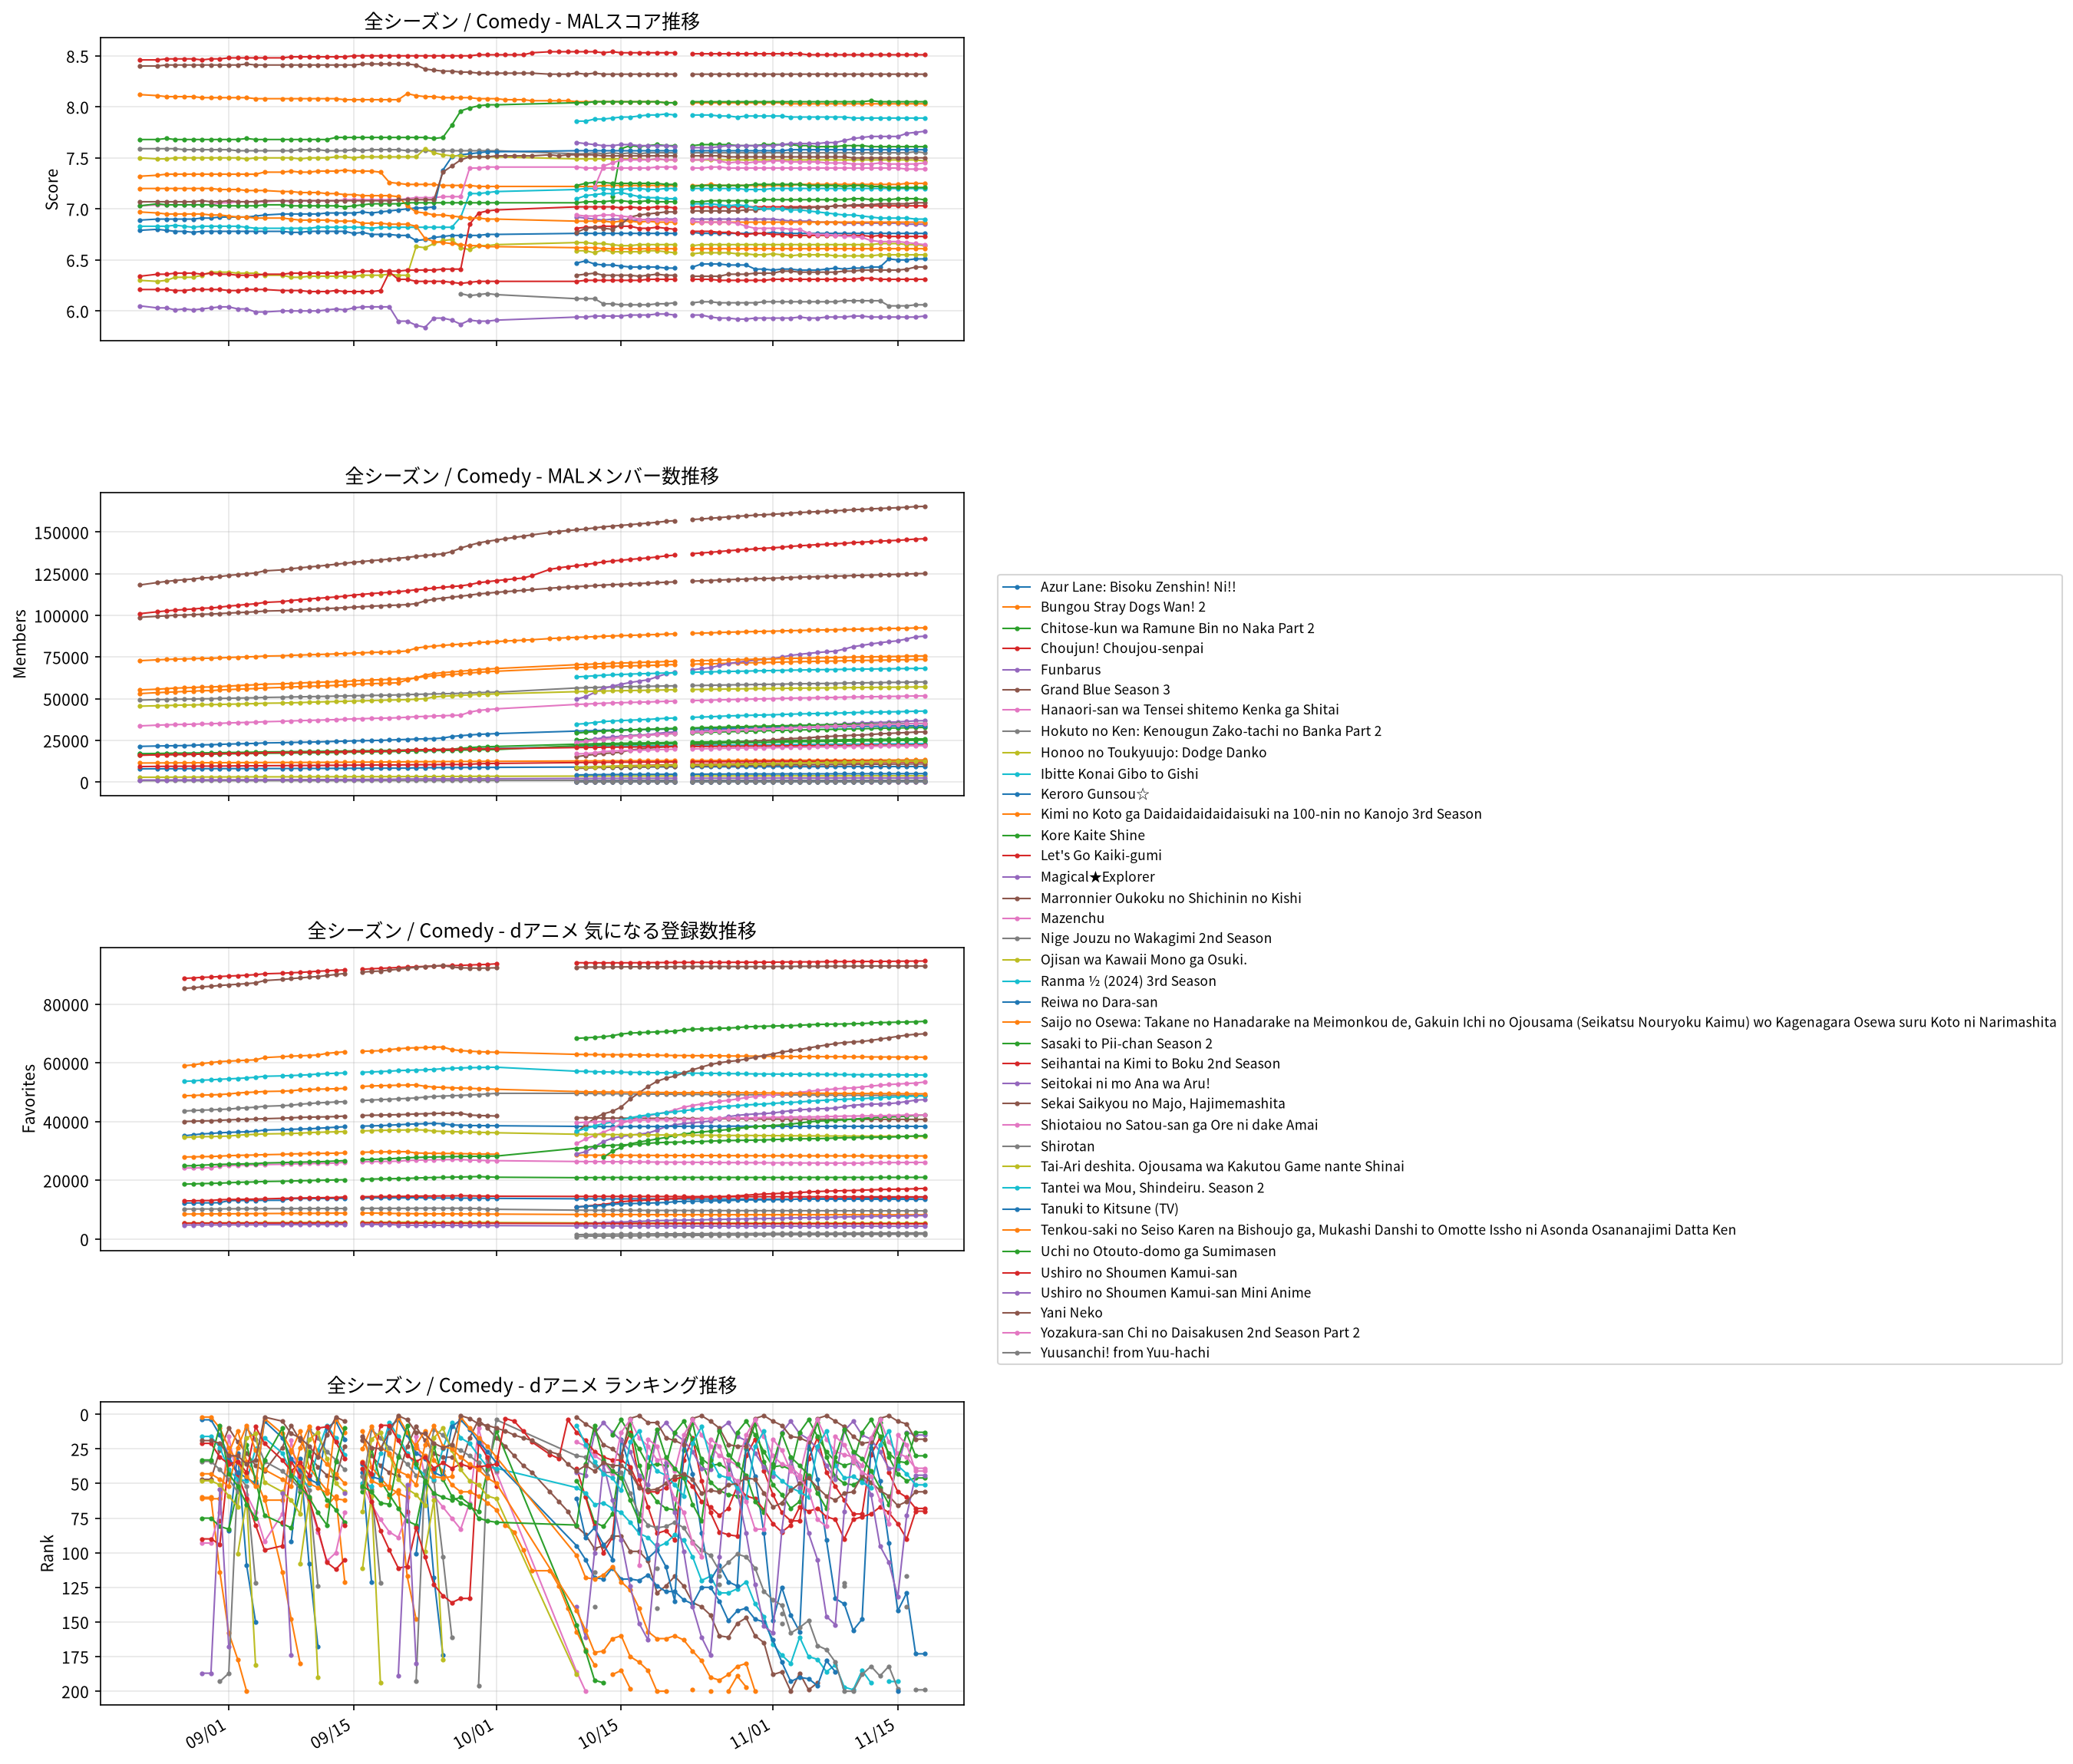 全シーズン / Comedy - MALスコア推移
Score
8.5
8.0
7.5
7.0
6.5
6.0
全シーズン / Comedy - MALメンバー数推移
Members
150000
125000
100000
75000
50000
25000
0
全シーズン / Comedy - dアニメ 気になる登録数推移
Favorites
80000
60000
40000
20000
0
全シーズン / Comedy - dアニメ ランキング推移
Rank
0
25
50
75
100
125
150
175
200
09/01
09/15
10/01
10/15
11/01
11/15
Azur Lane: Bisoku Zenshin! Ni!!
Bungou Stray Dogs Wan! 2
Chitose-kun wa Ramune Bin no Naka Part 2
Choujun! Choujou-senpai
Funbarus
Grand Blue Season 3
Hanaori-san wa Tensei shitemo Kenka ga Shitai
Hokuto no Ken: Kenougun Zako-tachi no Banka Part 2
Honoo no Toukyuujo: Dodge Danko
Ibitte Konai Gibo to Gishi
Keroro Gunsou☆
Kimi no Koto ga Daidaidaidaidaisuki na 100-nin no Kanojo 3rd Season
Kore Kaite Shine
Let's Go Kaiki-gumi
Magical★Explorer
Marronnier Oukoku no Shichinin no Kishi
Mazenchu
Nige Jouzu no Wakagimi 2nd Season
Ojisan wa Kawaii Mono ga Osuki.
Ranma ½ (2024) 3rd Season
Reiwa no Dara-san
Saijo no Osewa: Takane no Hanadarake na Meimonkou de, Gakuin Ichi no Ojousama (Seikatsu Nouryoku Kaimu) wo Kagenagara Osewa suru Koto ni Narimashita
Sasaki to Pii-chan Season 2
Seihantai na Kimi to Boku 2nd Season
Seitokai ni mo Ana wa Aru!
Sekai Saikyou no Majo, Hajimemashita
Shiotaiou no Satou-san ga Ore ni dake Amai
Shirotan
Tai-Ari deshita. Ojousama wa Kakutou Game nante Shinai
Tantei wa Mou, Shindeiru. Season 2
Tanuki to Kitsune (TV)
Tenkou-saki no Seiso Karen na Bishoujo ga, Mukashi Danshi to Omotte Issho ni Asonda Osananajimi Datta Ken
Uchi no Otouto-domo ga Sumimasen
Ushiro no Shoumen Kamui-san
Ushiro no Shoumen Kamui-san Mini Anime
Yani Neko
Yozakura-san Chi no Daisakusen 2nd Season Part 2
Yuusanchi! from Yuu-hachi